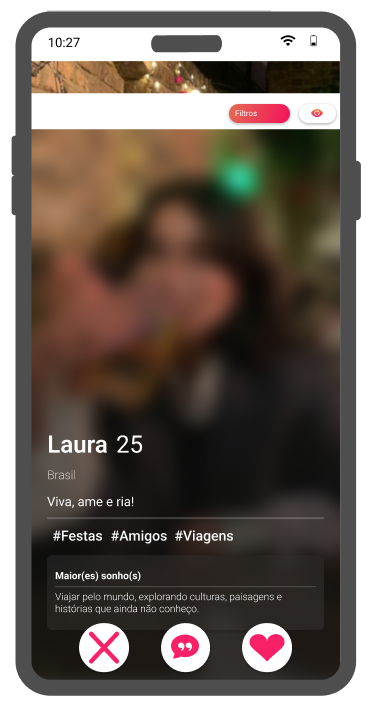 10:27
Filtros
Laura 25
Brasil
Viva, ame e ria!
#Festas #Amigos #Viagens
Maior(es) sonho(s)
Viajar pelo mundo, explorando culturas, paisagens e
histórias que ainda não conheço.